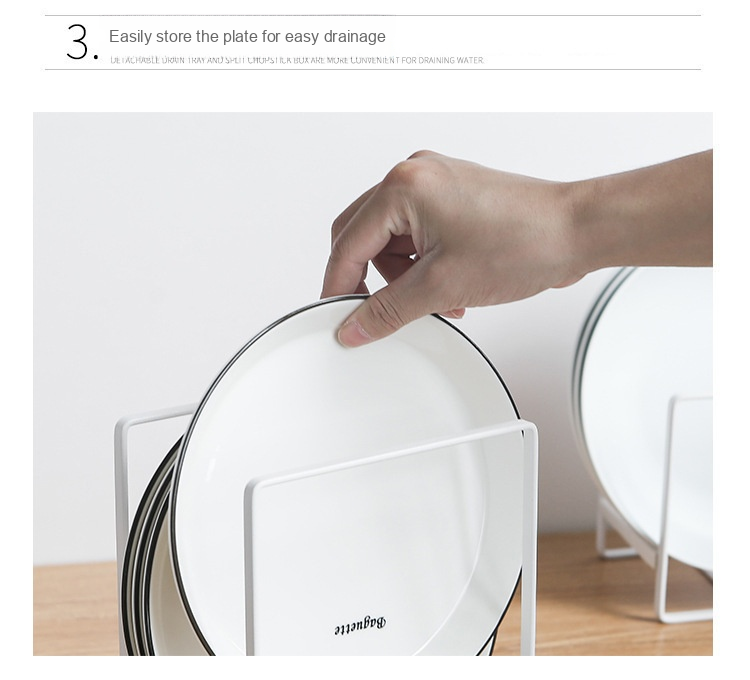 3.
Easily store the plate for easy drainage
DETACHABLE DRAIN TRAY AND SPLIT CHOPSTICK BOX ARE MORE CONVENIENT FOR DRAINING WATER.
Baguette